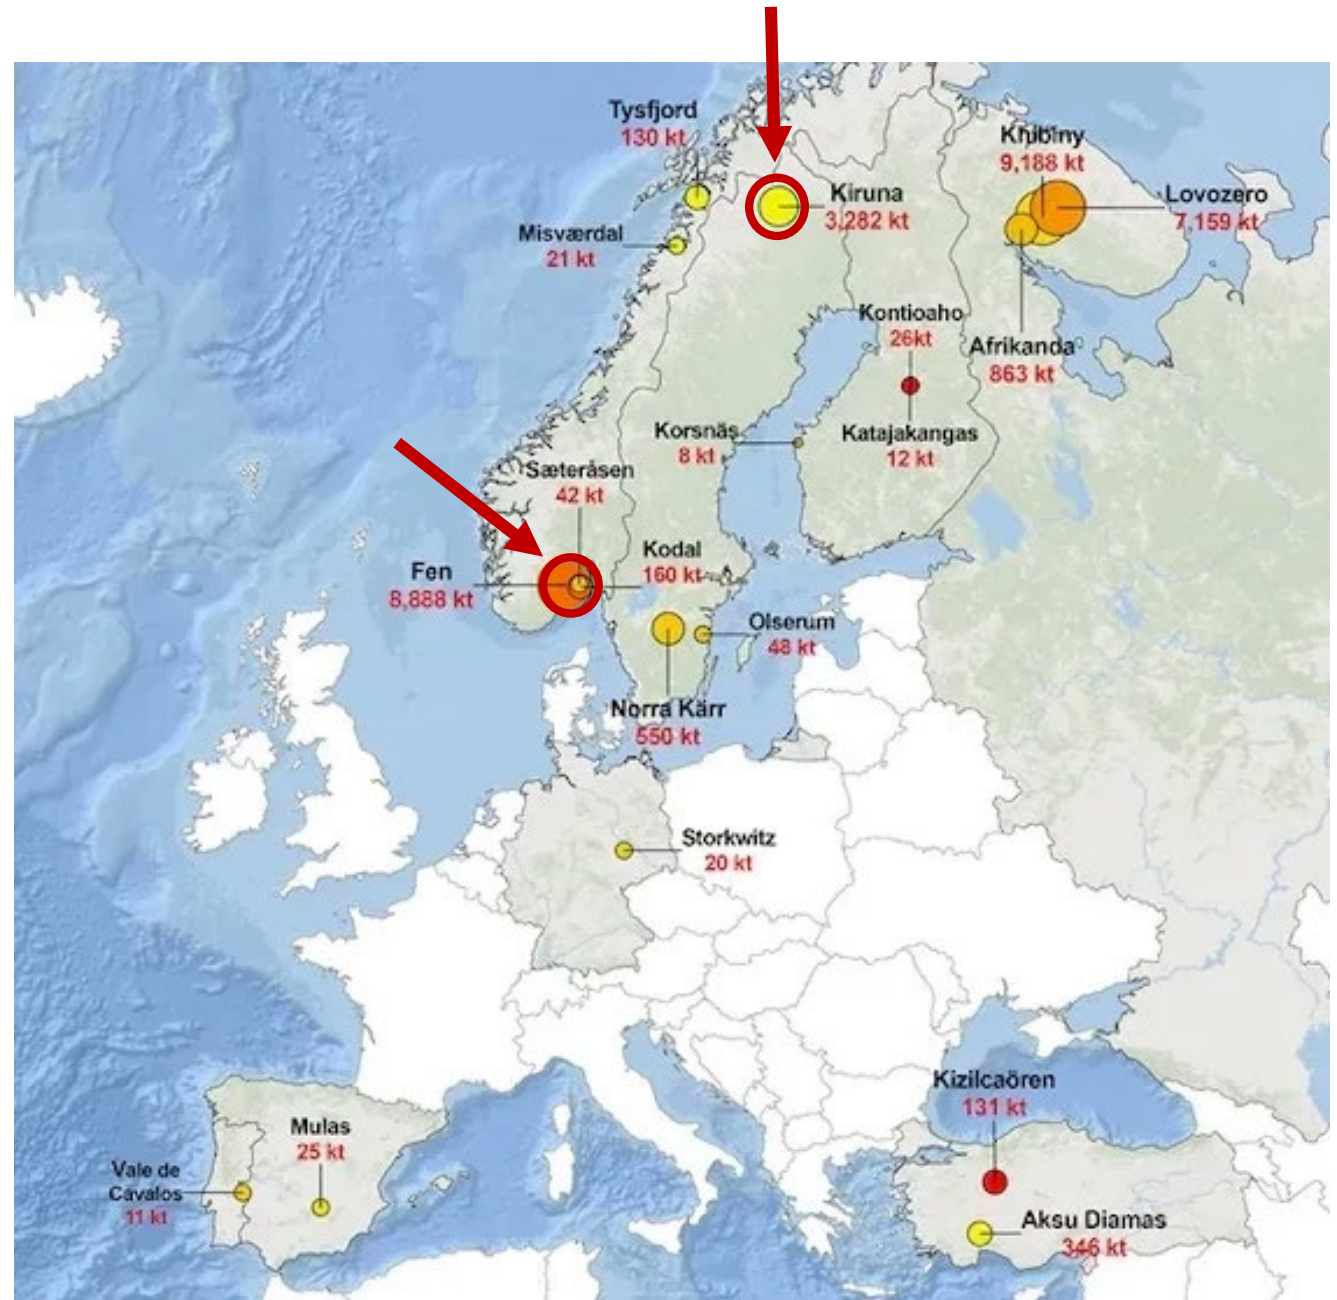 Tysfjord
130 kt
Khibiny
9,188 kt
Kiruna
3,282 kt
Lovozero
7,159 kt
Misværdal
21 kt
Kontioaho
26kt
Afrikanda
863 kt
Korsnäs
8 kt
Katajakangas
12 kt
Sæteråsen
42 kt
Kodal
160 kt
Fen
8,888 kt
Olserum
48 kt
Norra Kärr
550 kt
Storkwitz
20 kt
Kizilcaören
131 kt
Mulas
25 kt
Vale de
Cavalos
11 kt
Aksu Diamas
346 kt